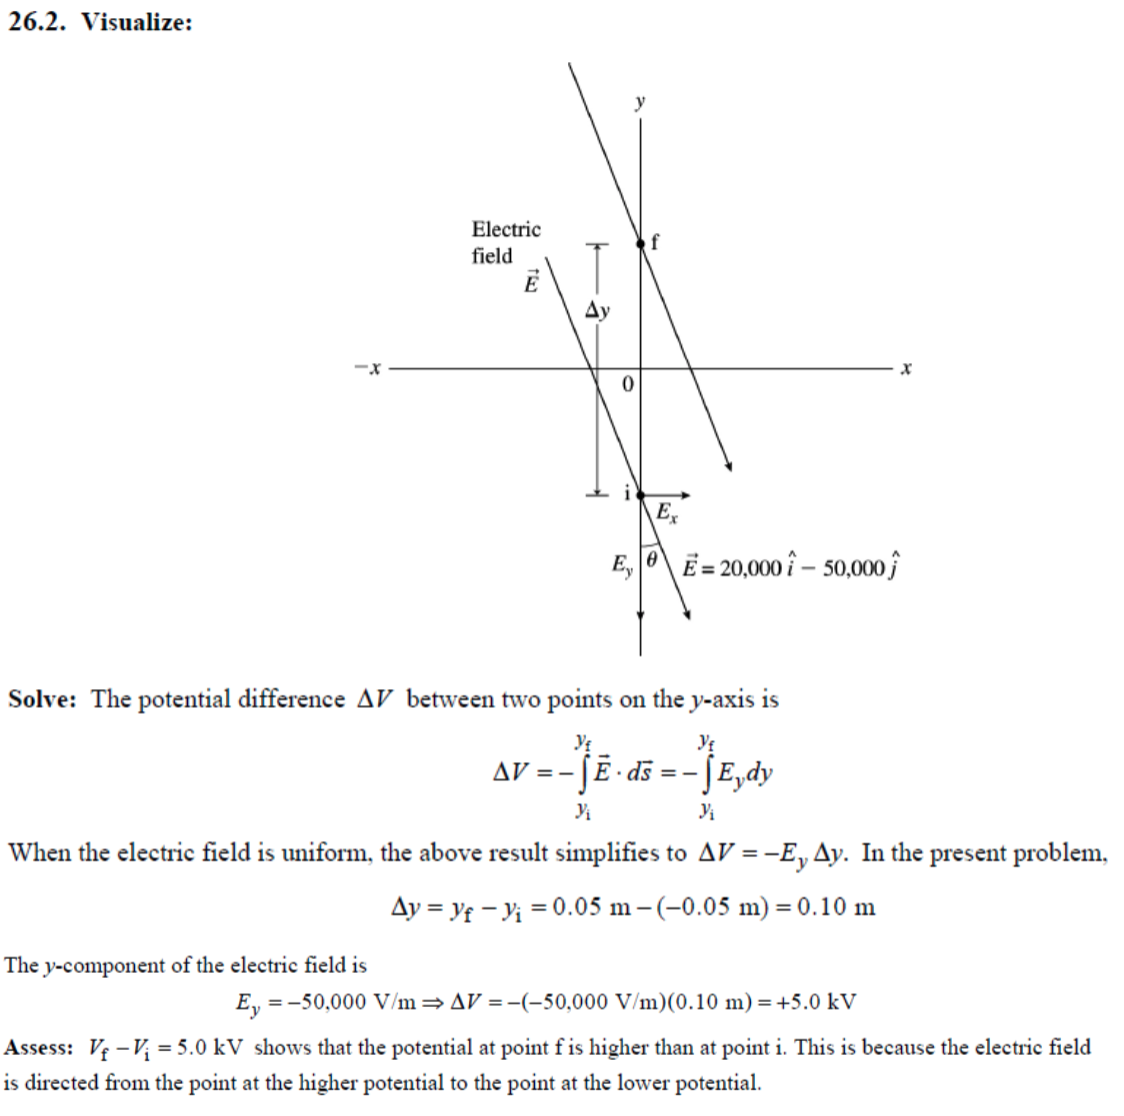 26.2. Visualize:
y
Electric
field
f
$\vec{E}$
Δy
−x
x
0
i
$E_x$
$E_y$ θ $\vec{E} = 20{,}000\,\hat{i} - 50{,}000\,\hat{j}$
Solve: The potential difference ΔV between two points on the y-axis is
$\Delta V = -\int_{y_i}^{y_f} \vec{E} \cdot d\vec{s} = -\int_{y_i}^{y_f} E_y dy$
When the electric field is uniform, the above result simplifies to $\Delta V = -E_y \Delta y$. In the present problem,
$\Delta y = y_f - y_i = 0.05\text{ m} - (-0.05\text{ m}) = 0.10\text{ m}$
The y-component of the electric field is
$E_y = -50{,}000\text{ V/m} \Rightarrow \Delta V = -(-50{,}000\text{ V/m})(0.10\text{ m}) = +5.0\text{ kV}$
Assess: $V_f - V_i = 5.0\text{ kV}$ shows that the potential at point f is higher than at point i. This is because the electric field
is directed from the point at the higher potential to the point at the lower potential.